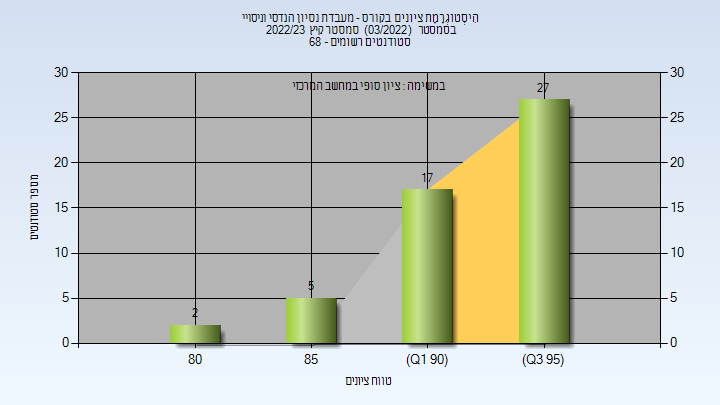 הִיסְטוֹגְרָמַת ציונים בקורס - מעבדת נסיון הנדסי וניסויי
בסמסטר (03/2022) סמסטר קיץ 2022/23
סטודנטים רשומים - 68
במשימה : ציון סופי במחשב המרכזי
30 30
25 25
20 20
15 15
10 10
5 5
0 0
2
5
17
27
מספר סטודנטים
80 85 (Q1 90) (Q3 95)
טווח ציונים